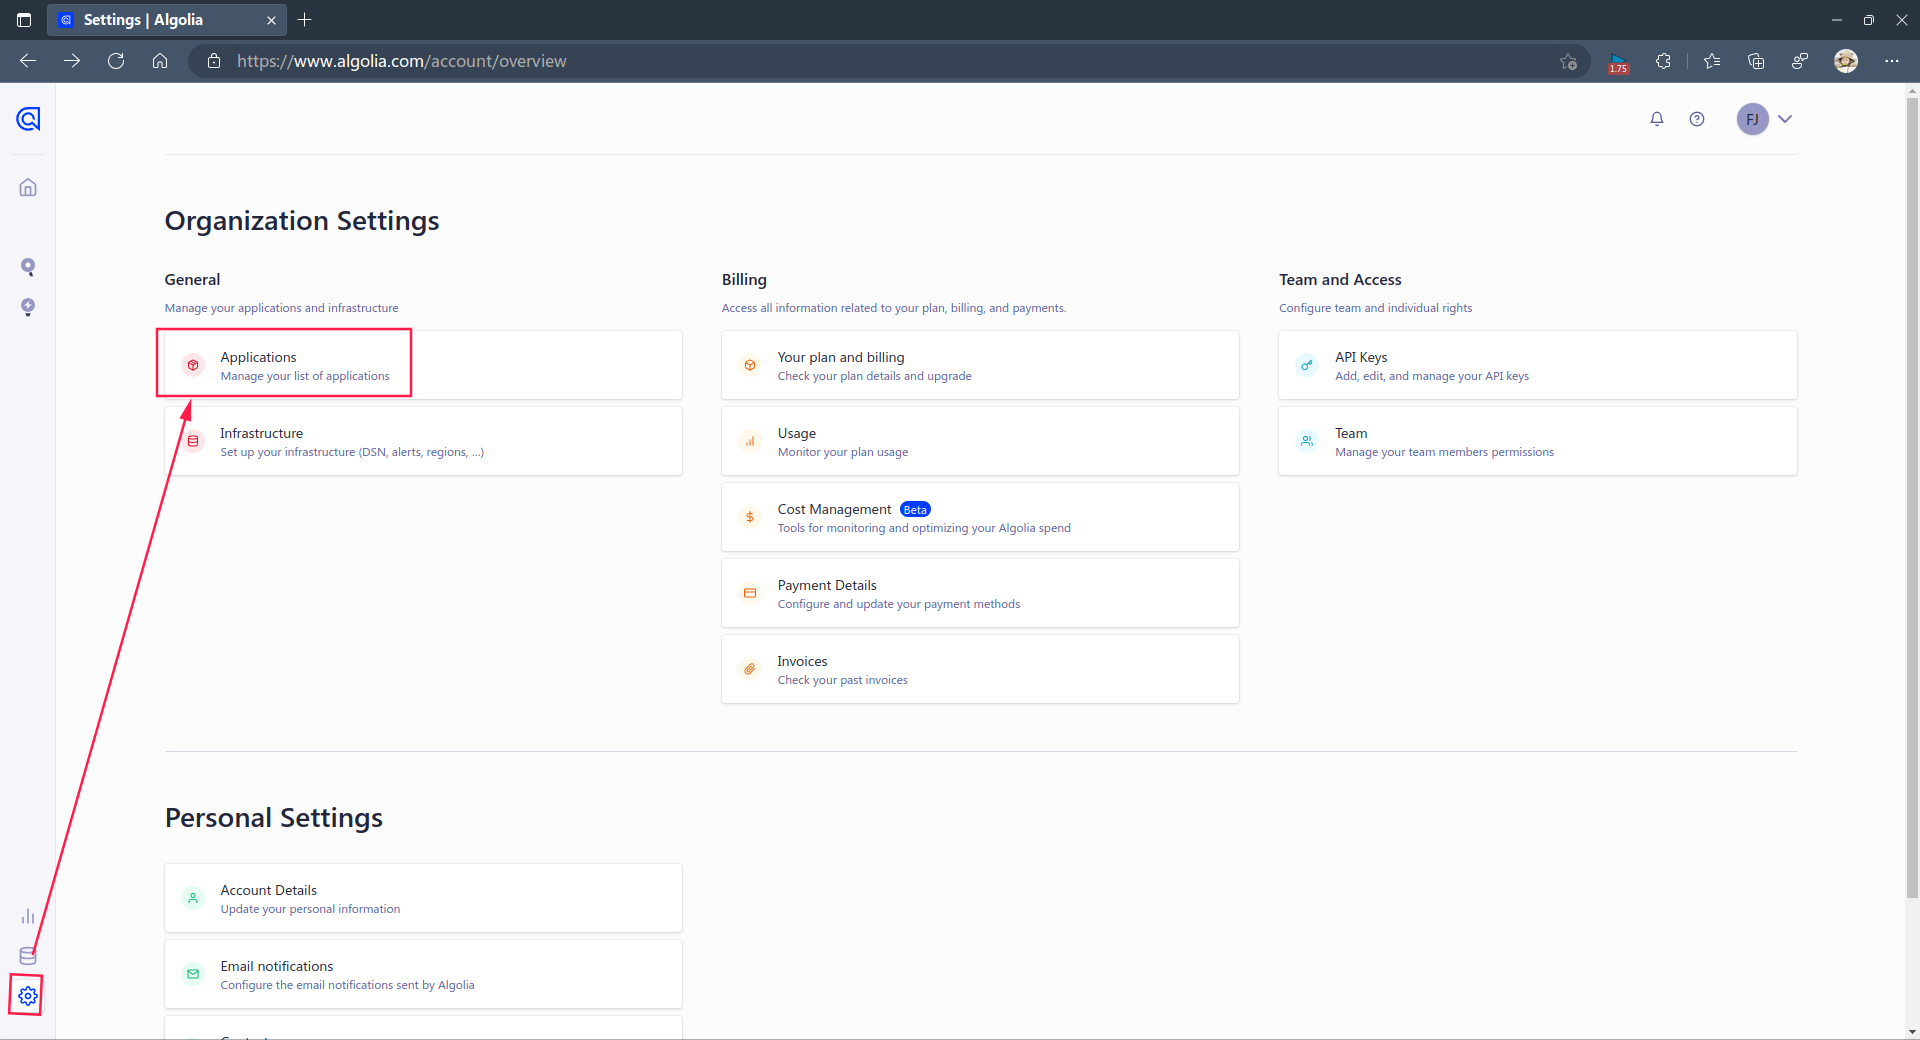 Settings | Algolia
https://www.algolia.com/account/overview
1.75
FJ
Organization Settings
General
Manage your applications and infrastructure
Applications
Manage your list of applications
Infrastructure
Set up your infrastructure (DSN, alerts, regions, ...)
Billing
Access all information related to your plan, billing, and payments.
Your plan and billing
Check your plan details and upgrade
Usage
Monitor your plan usage
Cost Management Beta
Tools for monitoring and optimizing your Algolia spend
Payment Details
Configure and update your payment methods
Invoices
Check your past invoices
Team and Access
Configure team and individual rights
API Keys
Add, edit, and manage your API keys
Team
Manage your team members permissions
Personal Settings
Account Details
Update your personal information
Email notifications
Configure the email notifications sent by Algolia